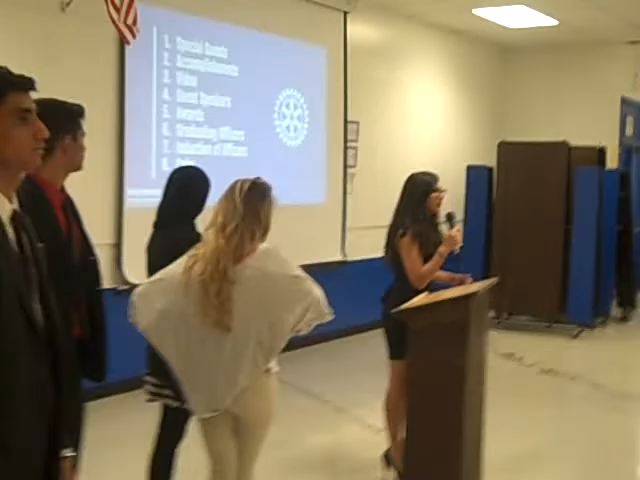 1. Special Guests
2. Accomplishments
3. Video
4. Guest Speakers
5. Awards
6. Graduating Officers
7. Induction of Officers
8.